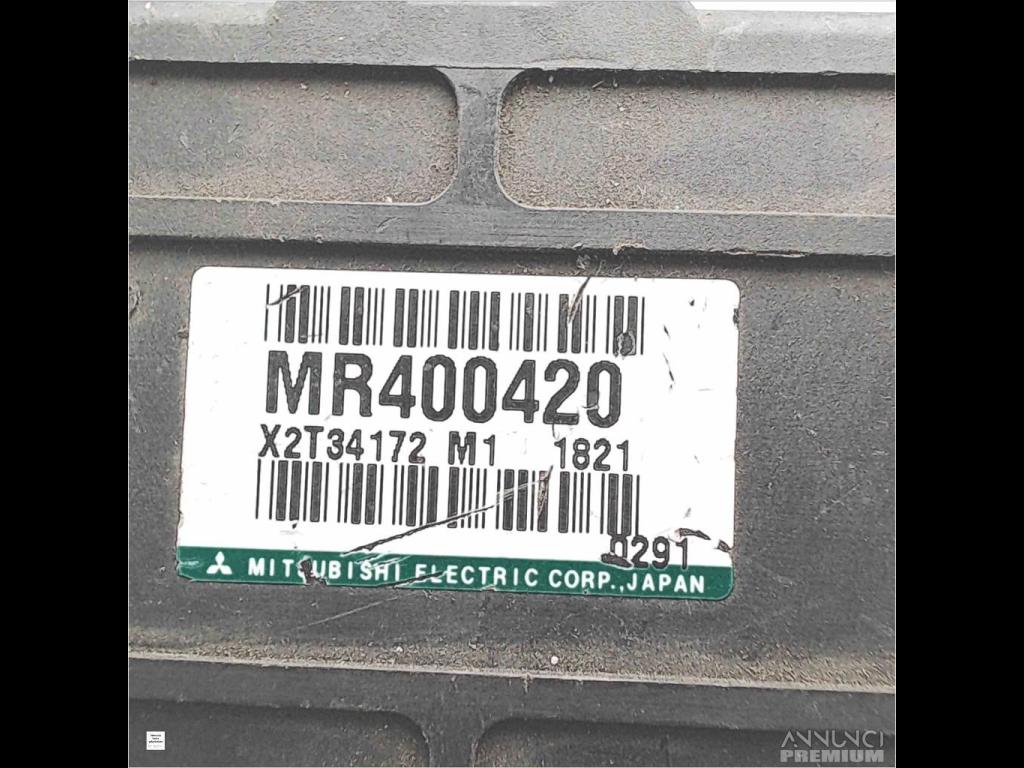 MR400420
X2T34172 M1 1821
0291
MITSUBISHI ELECTRIC CORP.,JAPAN
ANNUNCI
PREMIUM